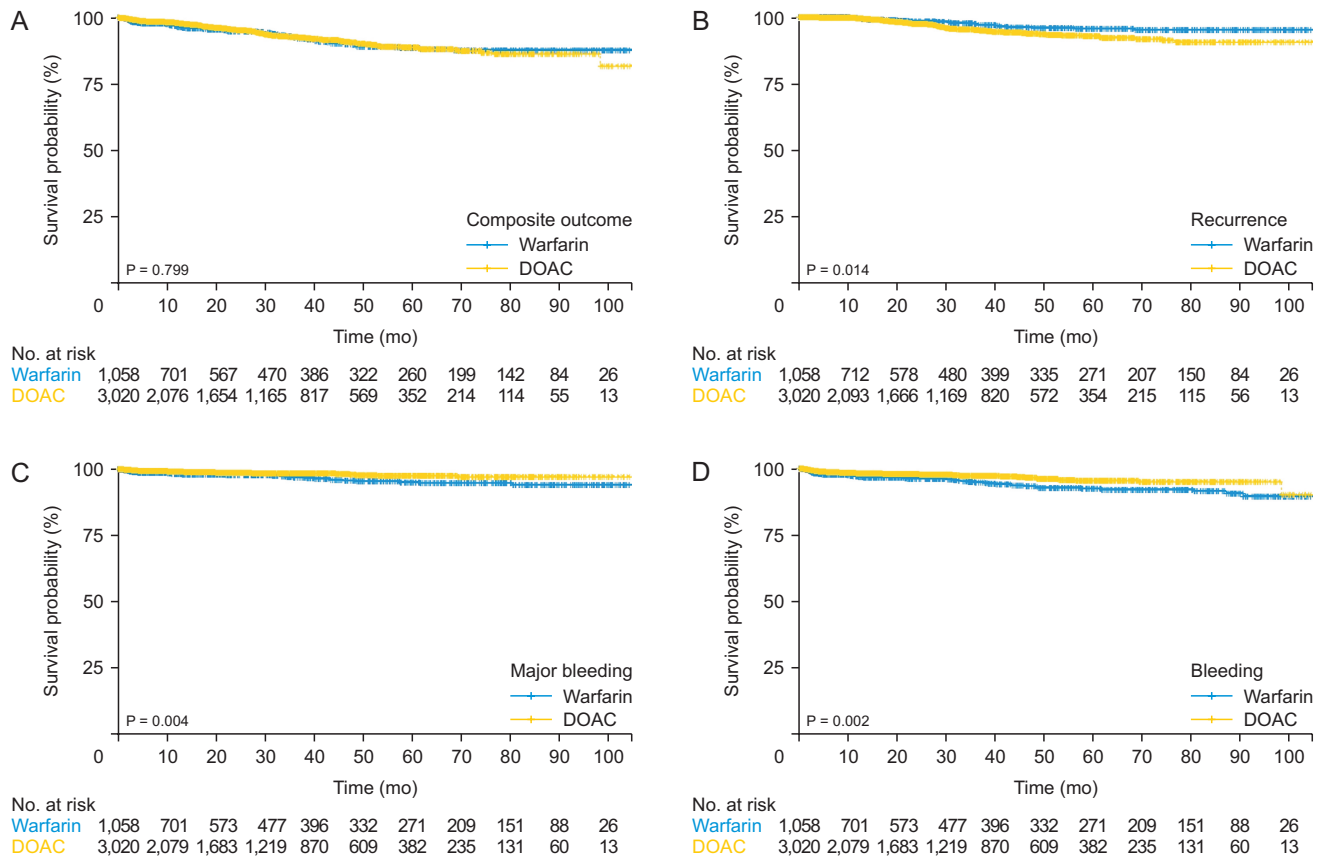 A
Survival probability (%)
100
75
50
25
Composite outcome
Warfarin
DOAC
P = 0.799
0 10 20 30 40 50 60 70 80 90 100
Time (mo)
No. at risk
Warfarin 1,058 701 567 470 386 322 260 199 142 84 26
DOAC 3,020 2,076 1,654 1,165 817 569 352 214 114 55 13
B
Survival probability (%)
100
75
50
25
Recurrence
Warfarin
DOAC
P = 0.014
0 10 20 30 40 50 60 70 80 90 100
Time (mo)
No. at risk
Warfarin 1,058 712 578 480 399 335 271 207 150 84 26
DOAC 3,020 2,093 1,666 1,169 820 572 354 215 115 56 13
C
Survival probability (%)
100
75
50
25
Major bleeding
Warfarin
DOAC
P = 0.004
0 10 20 30 40 50 60 70 80 90 100
Time (mo)
No. at risk
Warfarin 1,058 701 573 477 396 332 271 209 151 88 26
DOAC 3,020 2,079 1,683 1,219 870 609 382 235 131 60 13
D
Survival probability (%)
100
75
50
25
Bleeding
Warfarin
DOAC
P = 0.002
0 10 20 30 40 50 60 70 80 90 100
Time (mo)
No. at risk
Warfarin 1,058 701 573 477 396 332 271 209 151 88 26
DOAC 3,020 2,079 1,683 1,219 870 609 382 235 131 60 13